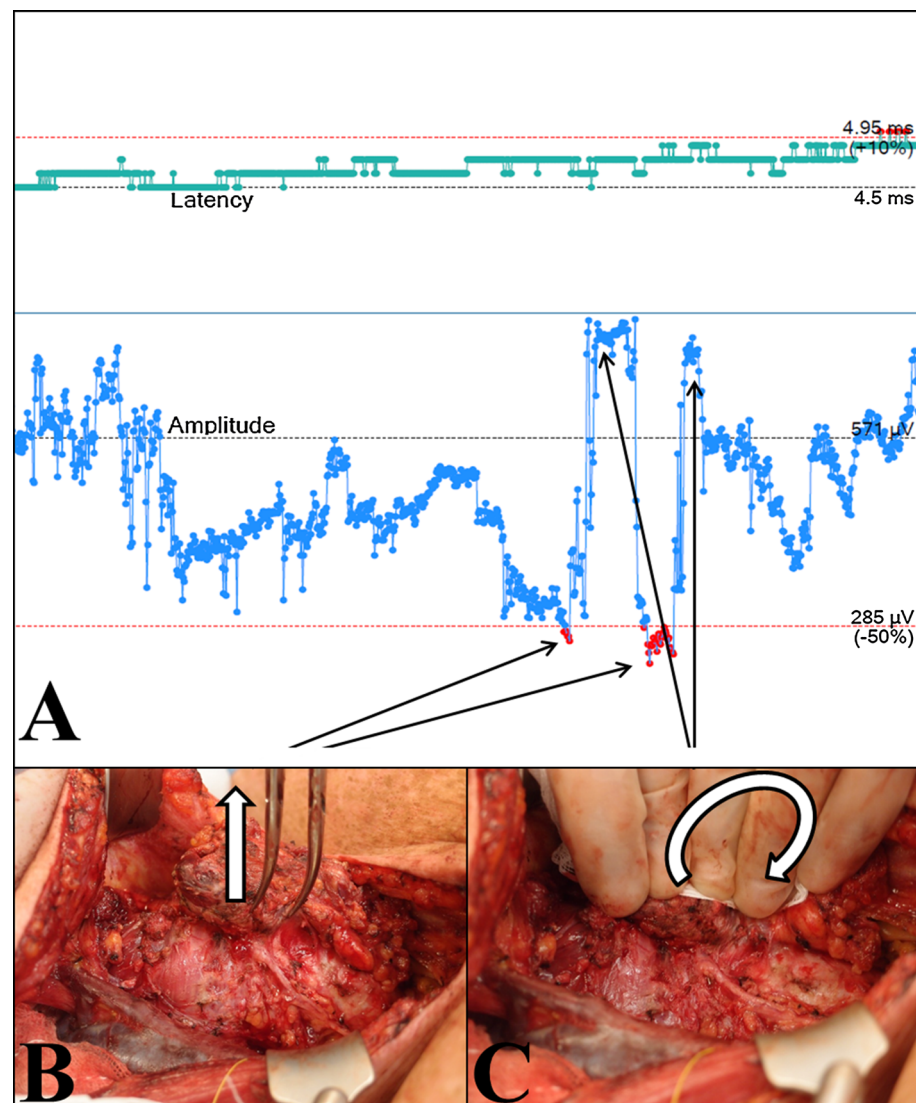 4.95 ms
(+10%)
Latency
4.5 ms
Amplitude
571 µV
285 µV
(-50%)
A
B
C